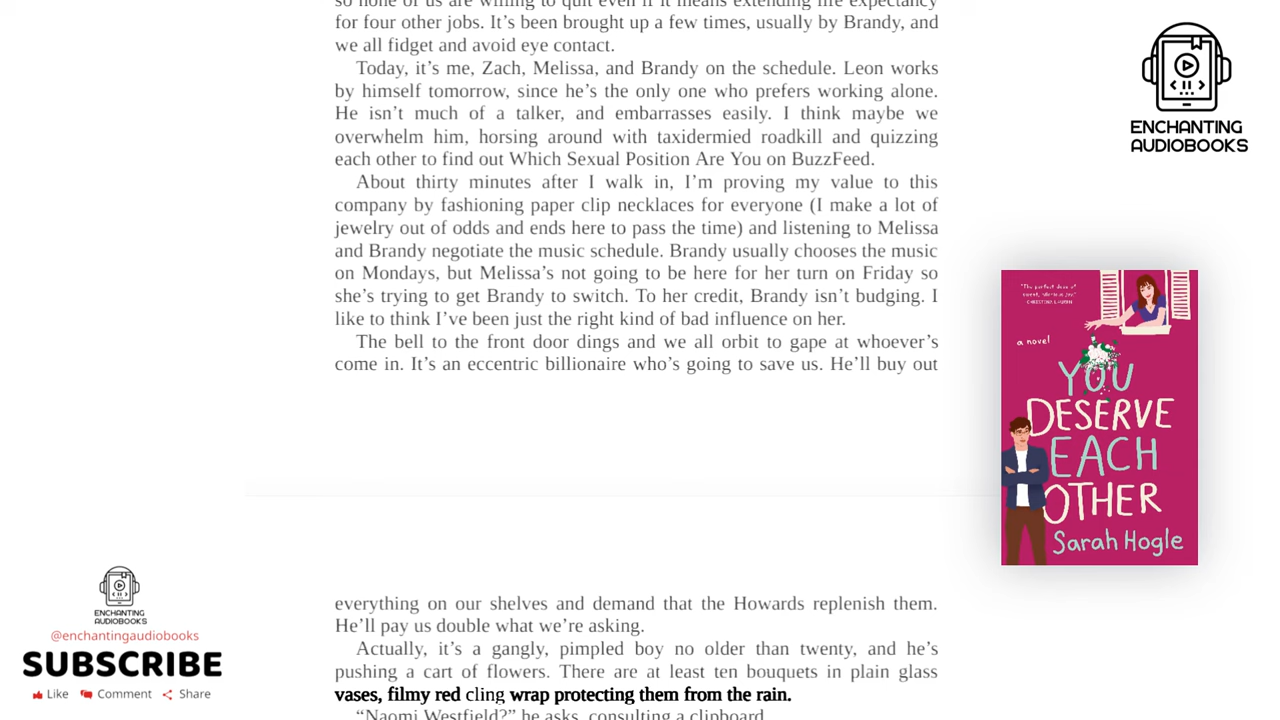 so none of us are willing to quit even if it means extending life expectancy
for four other jobs. It's been brought up a few times, usually by Brandy, and
we all fidget and avoid eye contact.
Today, it's me, Zach, Melissa, and Brandy on the schedule. Leon works
by himself tomorrow, since he's the only one who prefers working alone.
He isn't much of a talker, and embarrasses easily. I think maybe we
overwhelm him, horsing around with taxidermied roadkill and quizzing
each other to find out Which Sexual Position Are You on BuzzFeed.
About thirty minutes after I walk in, I'm proving my value to this
company by fashioning paper clip necklaces for everyone (I make a lot of
jewelry out of odds and ends here to pass the time) and listening to Melissa
and Brandy negotiate the music schedule. Brandy usually chooses the music
on Mondays, but Melissa's not going to be here for her turn on Friday so
she's trying to get Brandy to switch. To her credit, Brandy isn't budging. I
like to think I've been just the right kind of bad influence on her.
The bell to the front door dings and we all orbit to gape at whoever's
come in. It's an eccentric billionaire who's going to save us. He'll buy out
everything on our shelves and demand that the Howards replenish them.
He'll pay us double what we're asking.
Actually, it's a gangly, pimpled boy no older than twenty, and he's
pushing a cart of flowers. There are at least ten bouquets in plain glass
vases, filmy red cling wrap protecting them from the rain.
"Naomi Westfield?" he asks, consulting a clipboard.
ENCHANTING
AUDIOBOOKS
a novel
YOU
DESERVE
EACH
OTHER
Sarah Hogle
ENCHANTING
AUDIOBOOKS
@enchantingaudiobooks
SUBSCRIBE
Like Comment Share